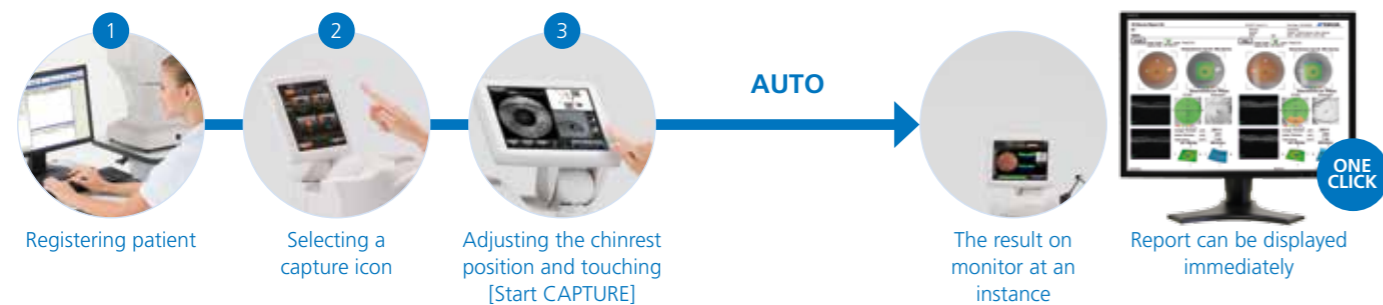 1
2
3
AUTO
ONE
CLICK
Registering patient
Selecting a
capture icon
Adjusting the chinrest
position and touching
[Start CAPTURE]
The result on
monitor at an
instance
Report can be displayed
immediately